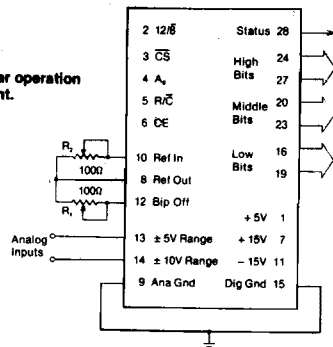 ar operation
nt.
2 12/8̅ Status 28
3 C̅S̅ High Bits 24
4 Aₒ 27
5 R/C̅ Middle Bits 20
6 C̅E̅ 23
R₂ 100Ω 10 Ref In Low Bits 16
8 Ref Out 19
100Ω R₁ 12 Bip Off
+ 5V 1
Analog Inputs 13 ± 5V Range + 15V 7
14 ± 10V Range – 15V 11
9 Ana Gnd Dig Gnd 15